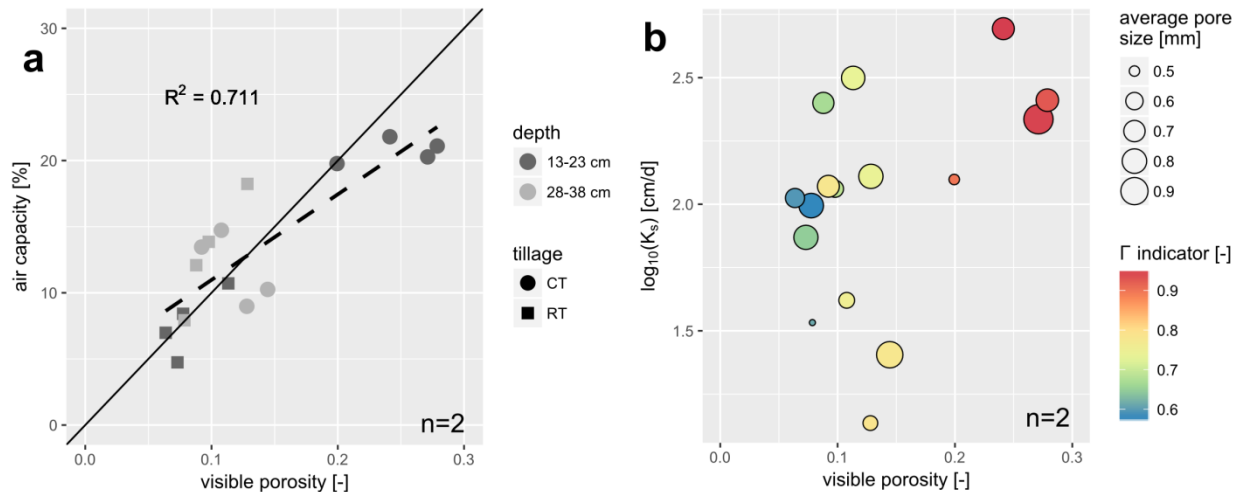 a
R² = 0.711
30
20
10
0
air capacity [%]
0.0 0.1 0.2 0.3
visible porosity [-]
n=2
depth
13-23 cm
28-38 cm
tillage
CT
RT
b
2.5
2.0
1.5
log₁₀(Kₛ) [cm/d]
0.0 0.1 0.2 0.3
visible porosity [-]
n=2
average pore
size [mm]
0.5
0.6
0.7
0.8
0.9
Γ indicator [-]
0.9
0.8
0.7
0.6